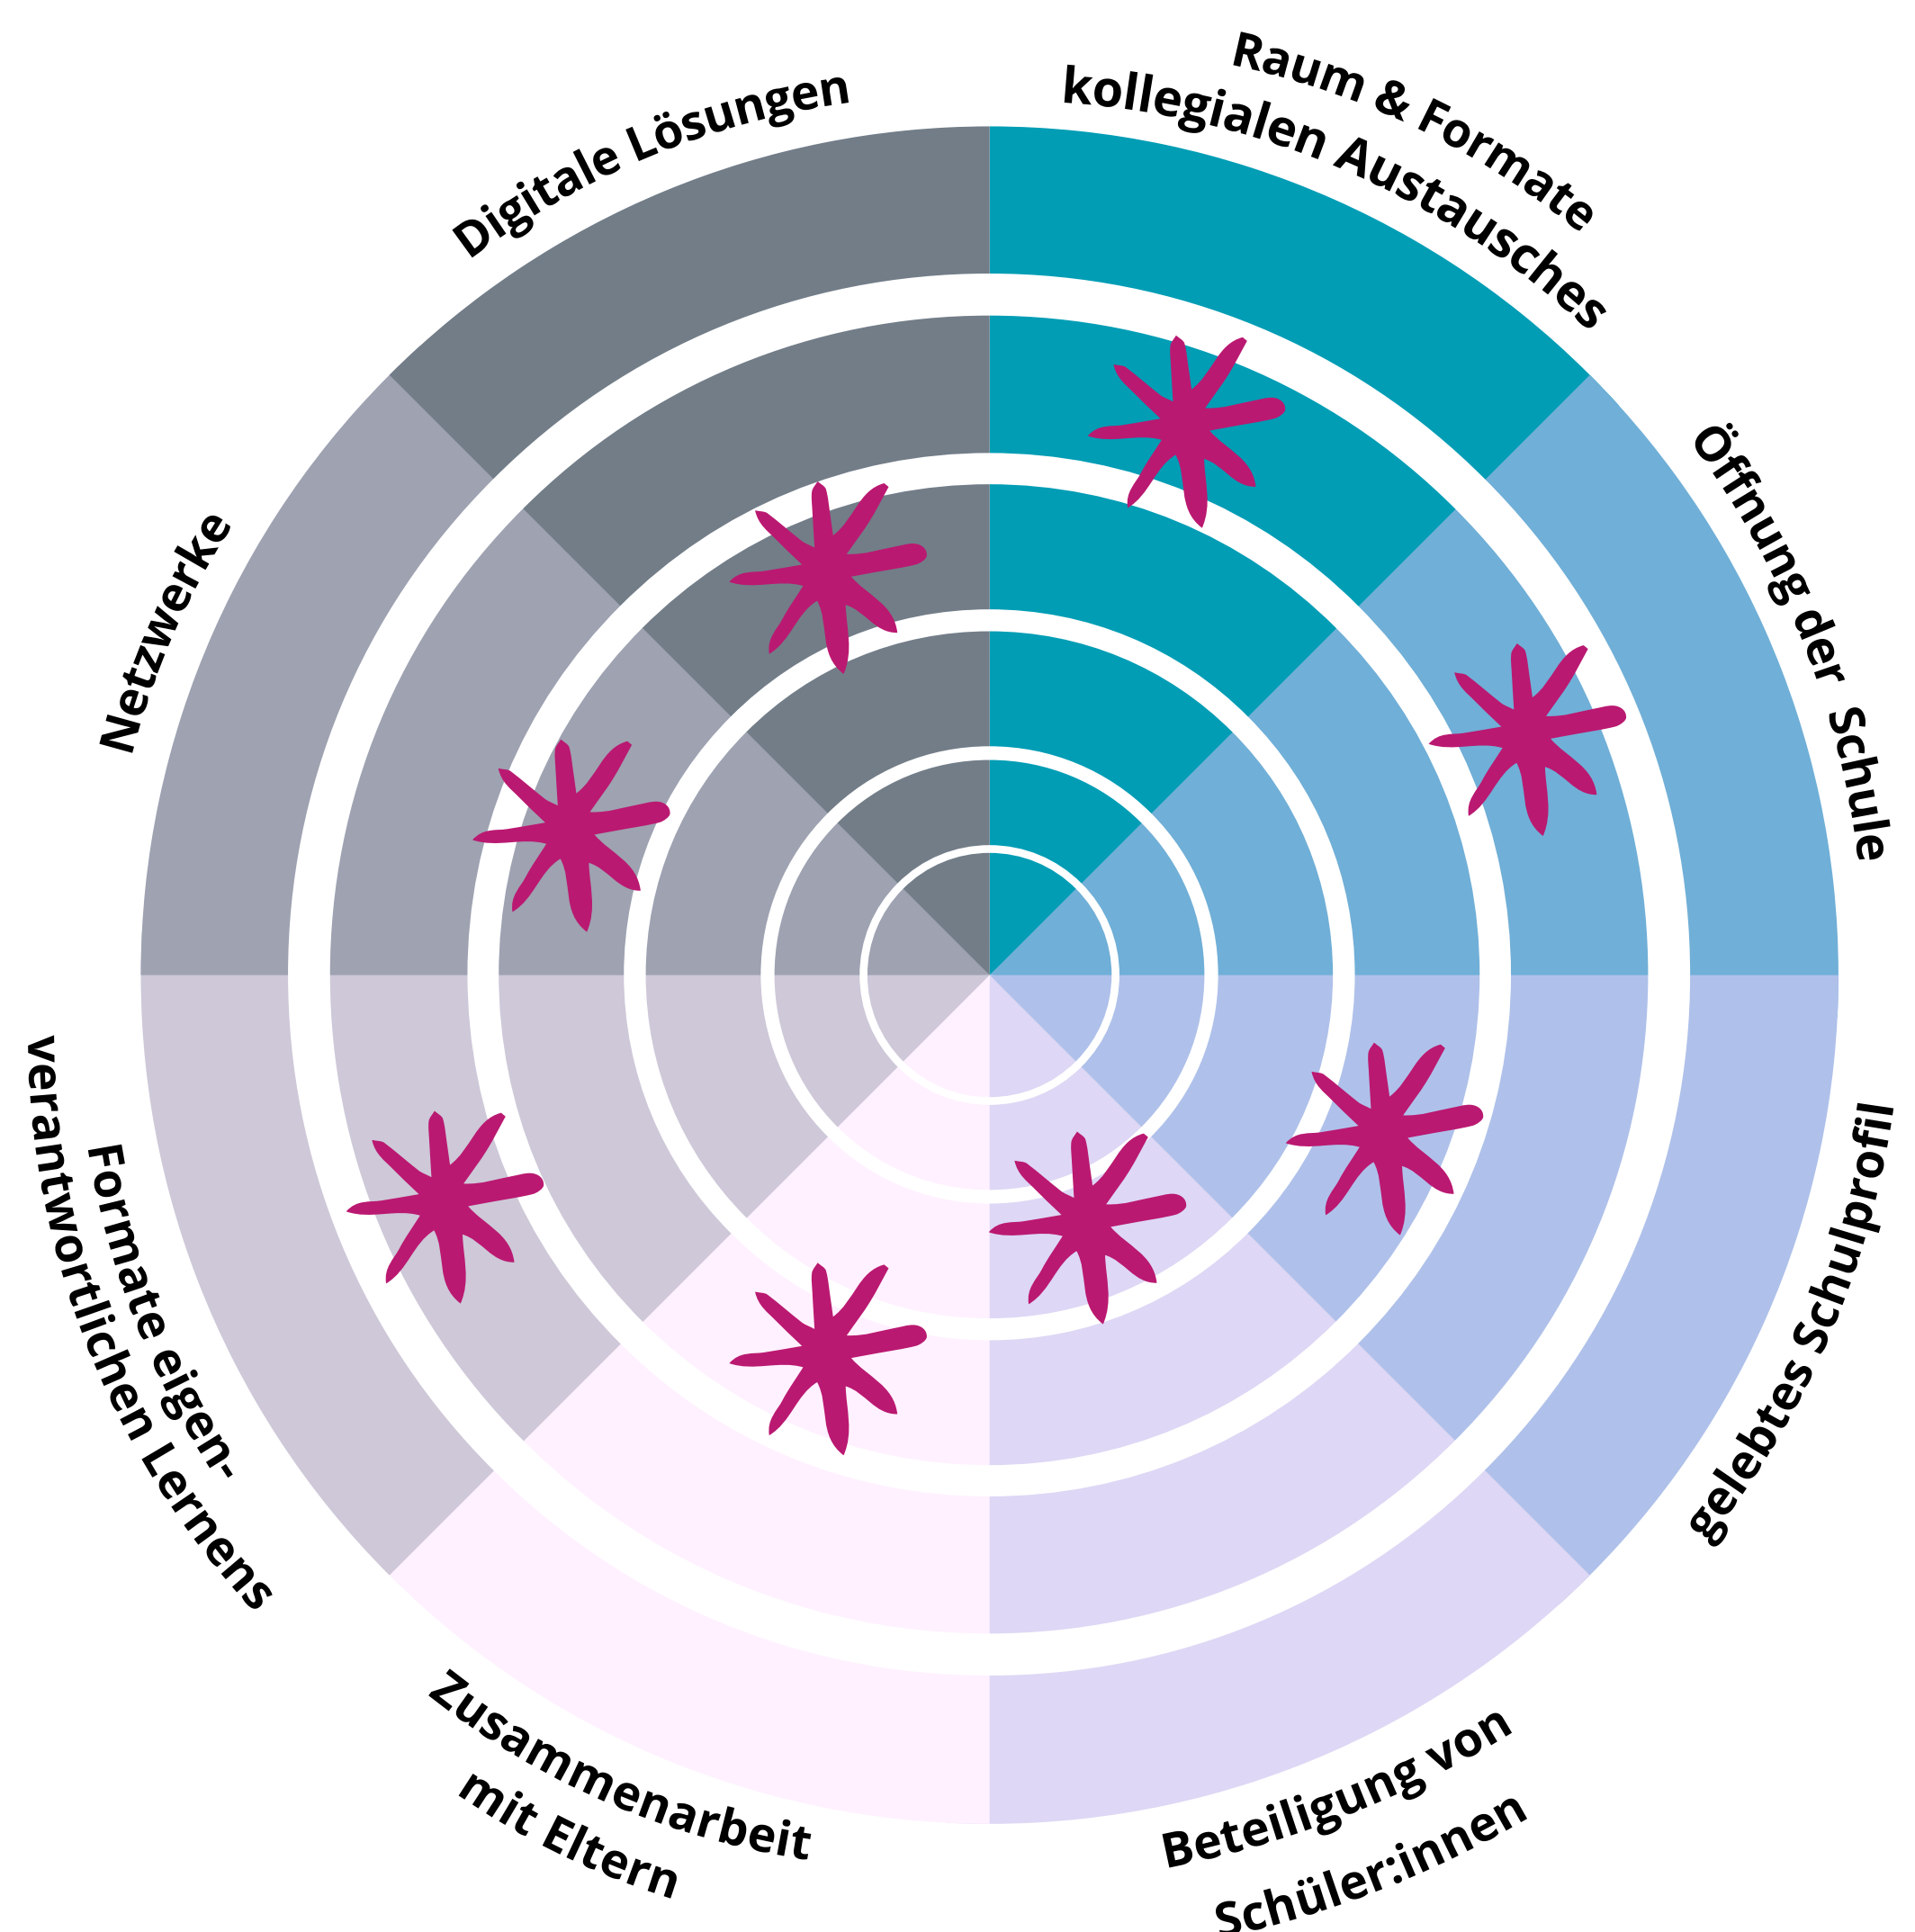 Raum & Formate
kollegialen Austausches
Öffnung der Schule
gelebtes Schulprofil
Beteiligung von
Schüler:innen
Zusammenarbeit
mit Eltern
Formate eigen-
verantwortlichen Lernens
Netzwerke
Digitale Lösungen